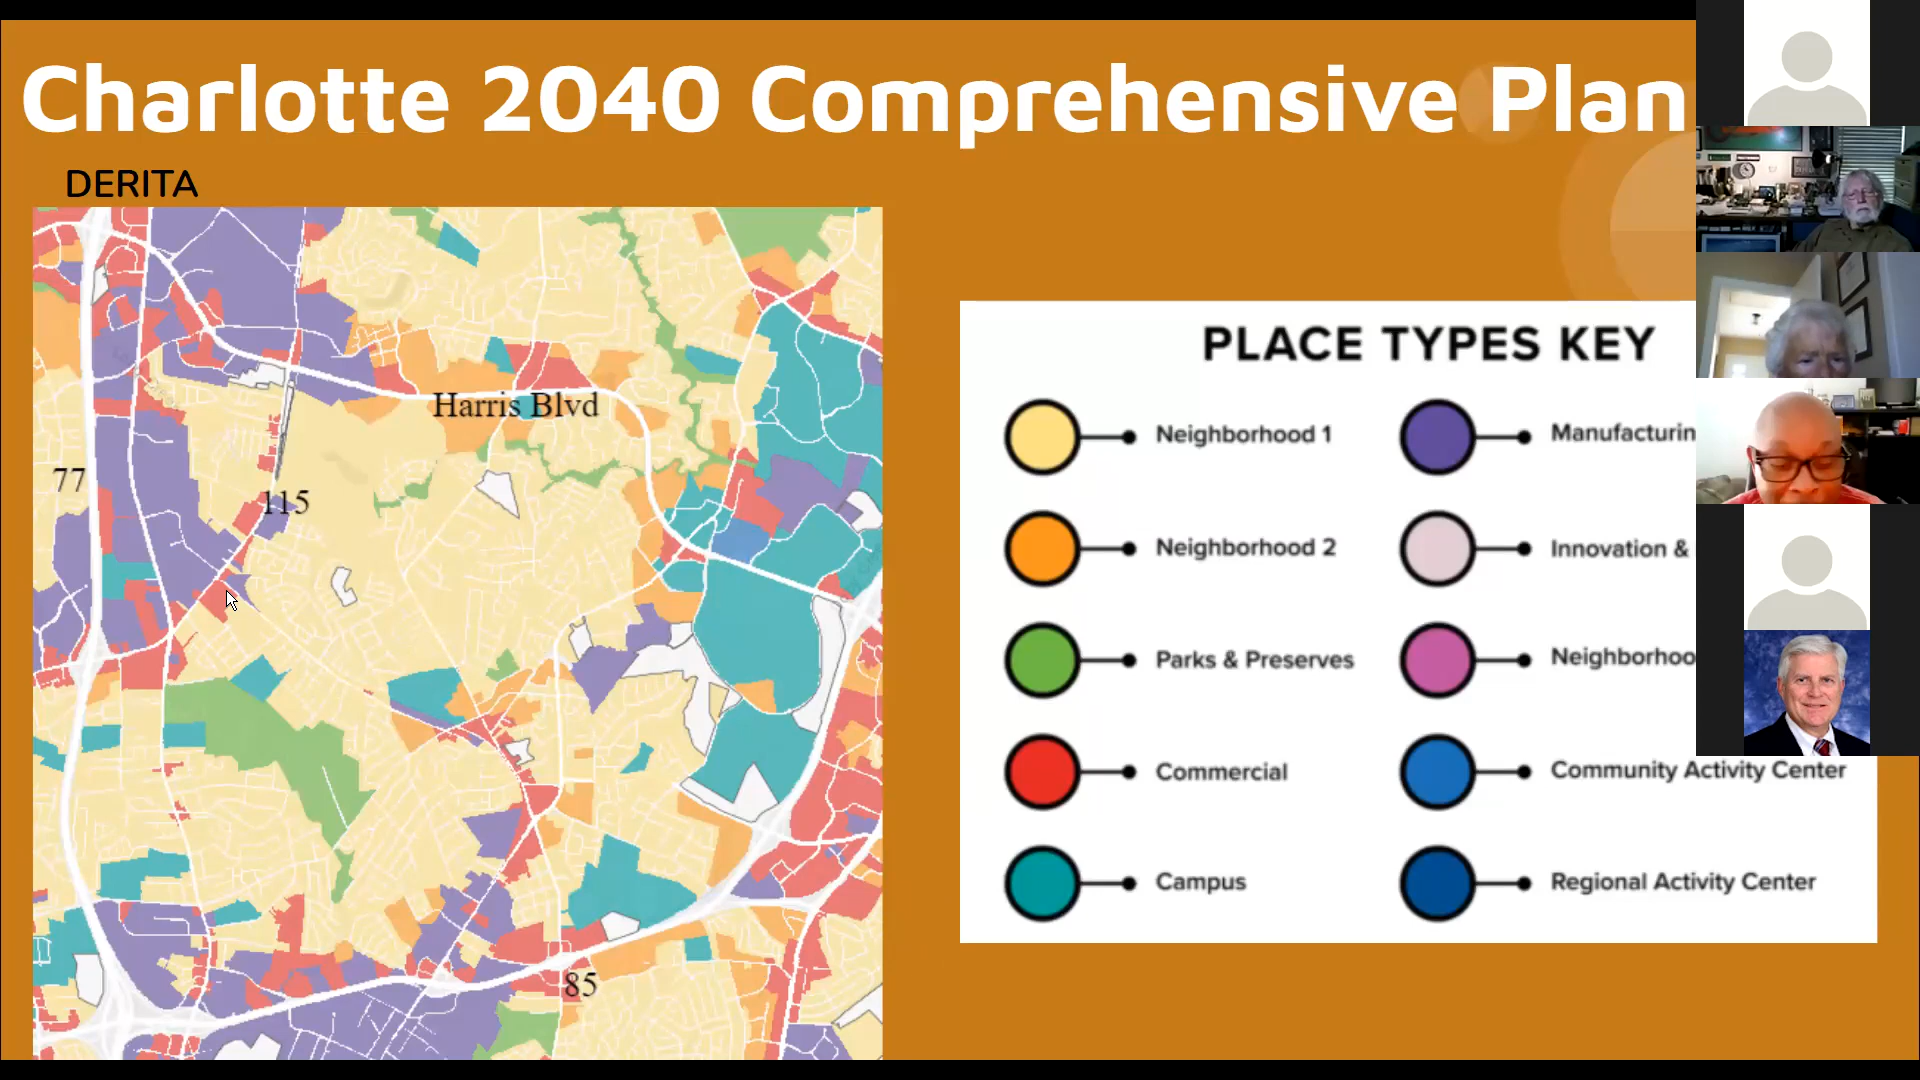 Charlotte 2040 Comprehensive Plan
DERITA
Harris Blvd
77
115
85
PLACE TYPES KEY
Neighborhood 1
Neighborhood 2
Parks & Preserves
Commercial
Campus
Manufacturin
Innovation &
Neighborhoo
Community Activity Center
Regional Activity Center